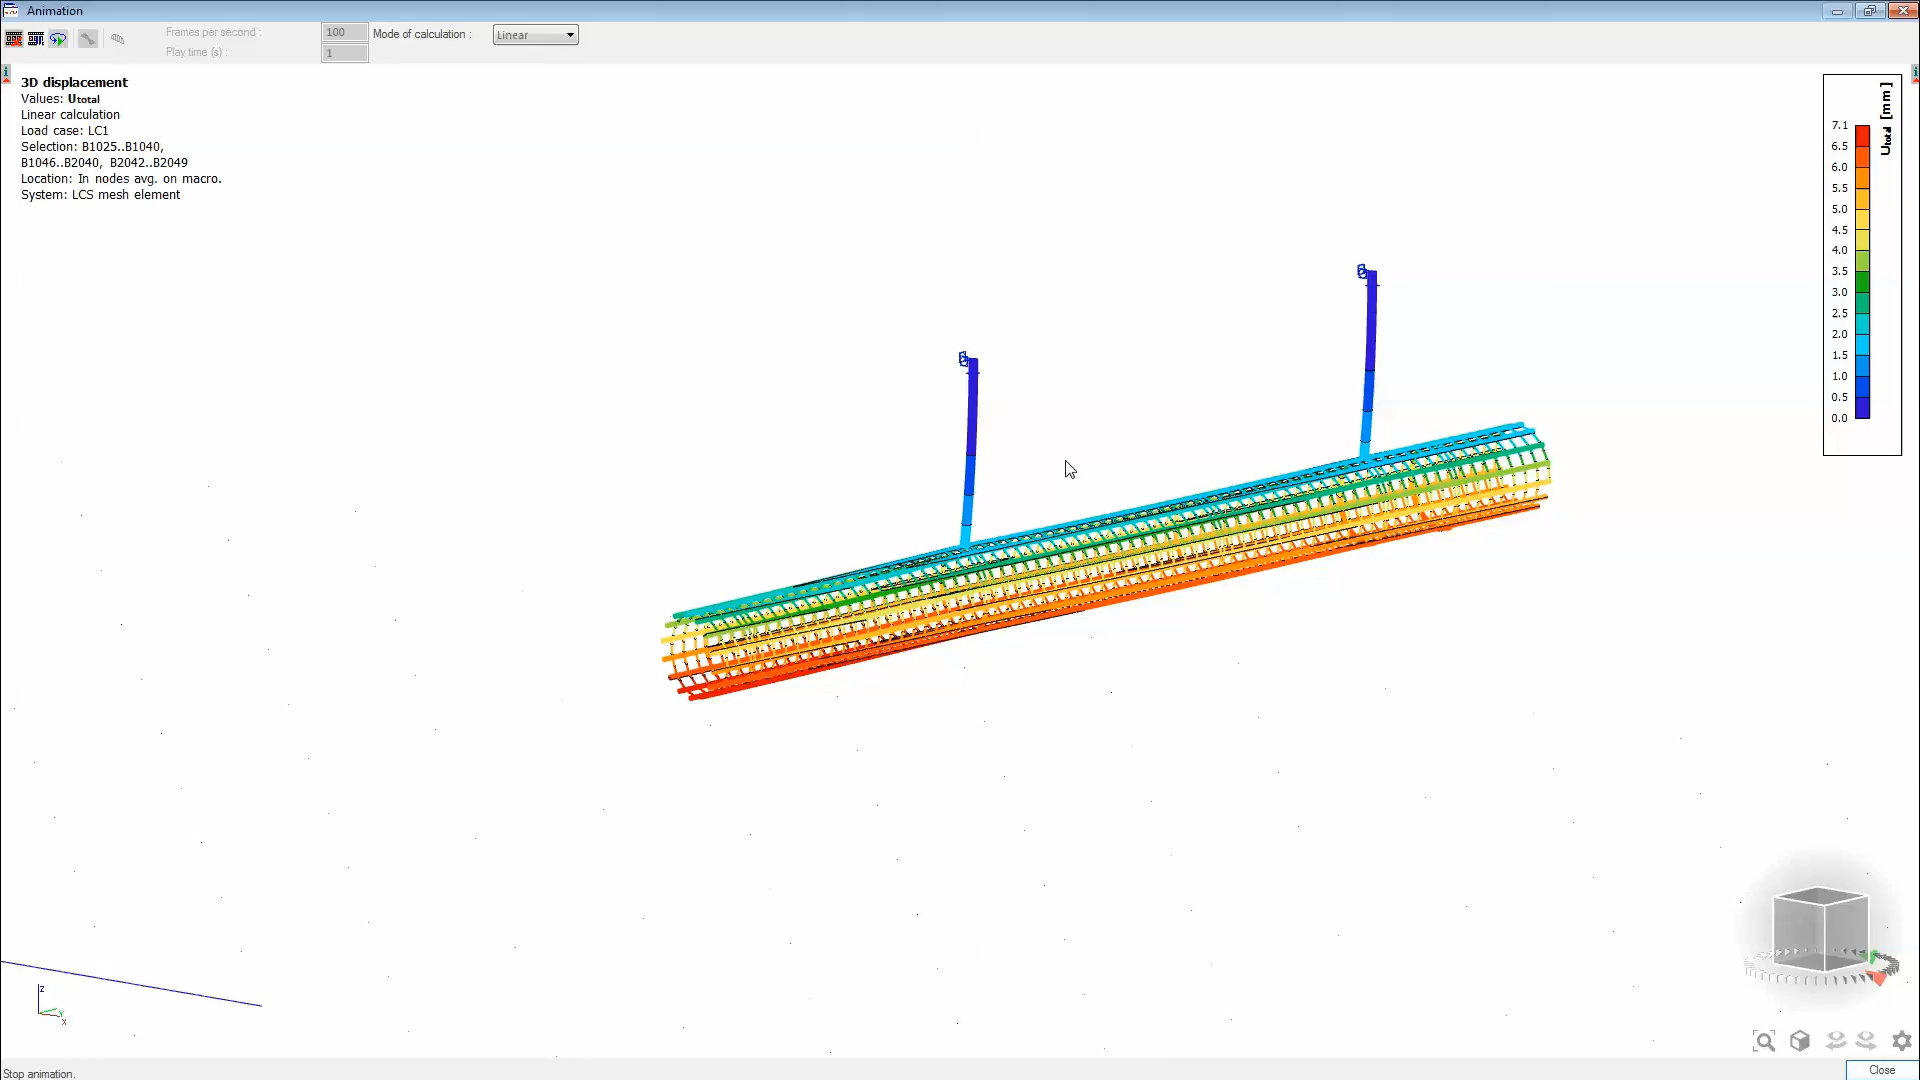 Animation
Frames per second :
100
Mode of calculation :
Linear
Play time (s) :
1
3D displacement
Values: Utotal
Linear calculation
Load case: LC1
Selection: B1025..B1040,
B1046..B2040, B2042..B2049
Location: In nodes avg. on macro.
System: LCS mesh element
Utotal [mm]
7.1
6.5
6.0
5.5
5.0
4.5
4.0
3.5
3.0
2.5
2.0
1.5
1.0
0.5
0.0
z
Y
X
Stop animation.
Close